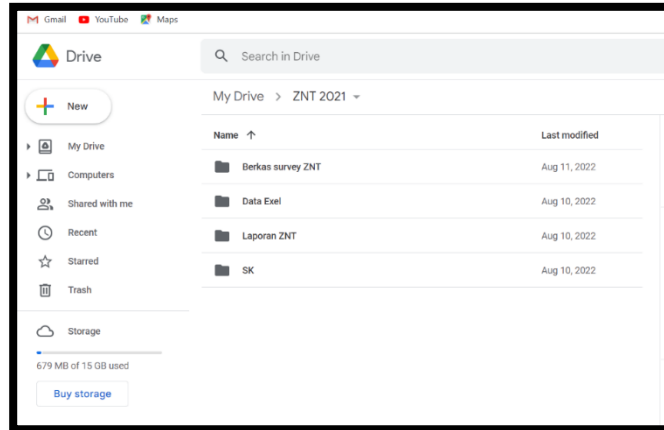 Gmail YouTube Maps
Drive
Search in Drive
New
My Drive
Computers
Shared with me
Recent
Starred
Trash
Storage
679 MB of 15 GB used
Buy storage
My Drive > ZNT 2021
Name Last modified
Berkas survey ZNT Aug 11, 2022
Data Exel Aug 10, 2022
Laporan ZNT Aug 10, 2022
SK Aug 10, 2022